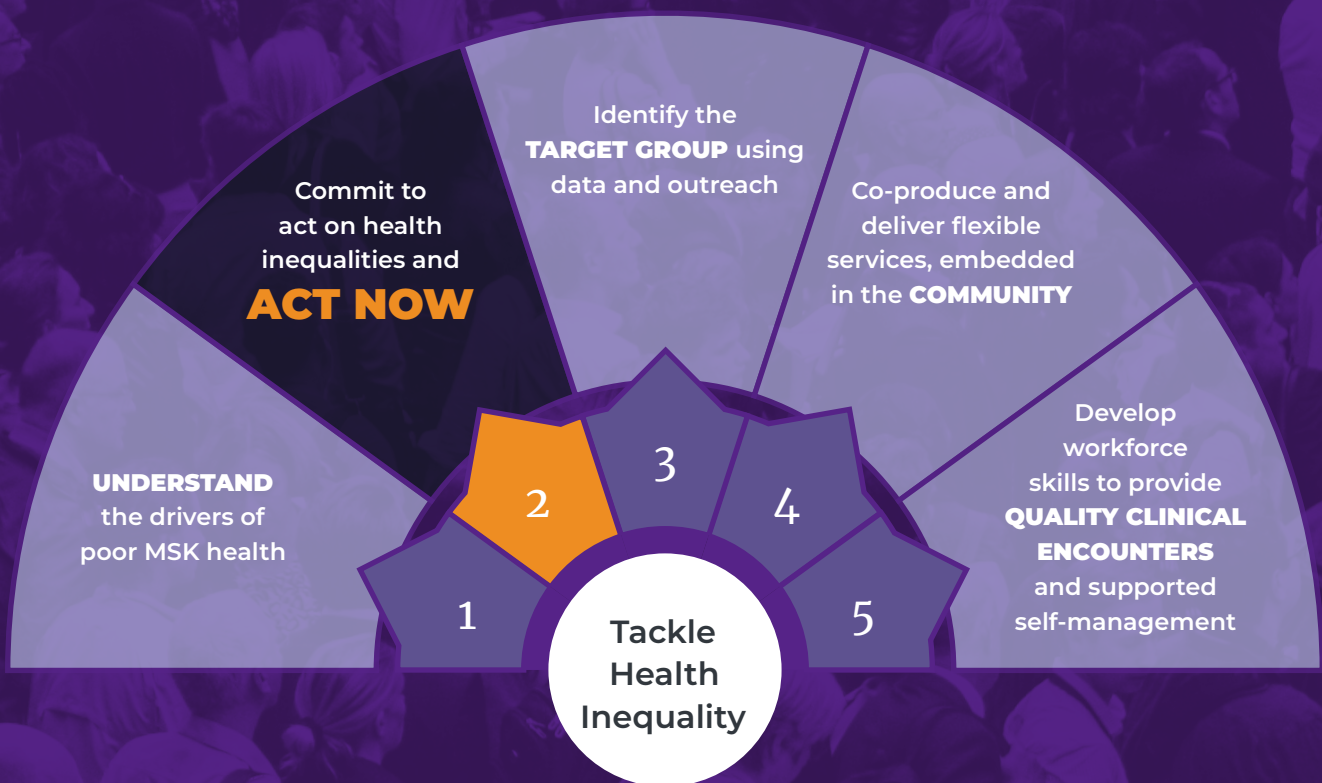 UNDERSTAND
the drivers of
poor MSK health
1
Commit to
act on health
inequalities and
ACT NOW
2
Identify the
TARGET GROUP using
data and outreach
3
Co-produce and
deliver flexible
services, embedded
in the COMMUNITY
4
Develop
workforce
skills to provide
QUALITY CLINICAL
ENCOUNTERS
and supported
self-management
5
Tackle
Health
Inequality